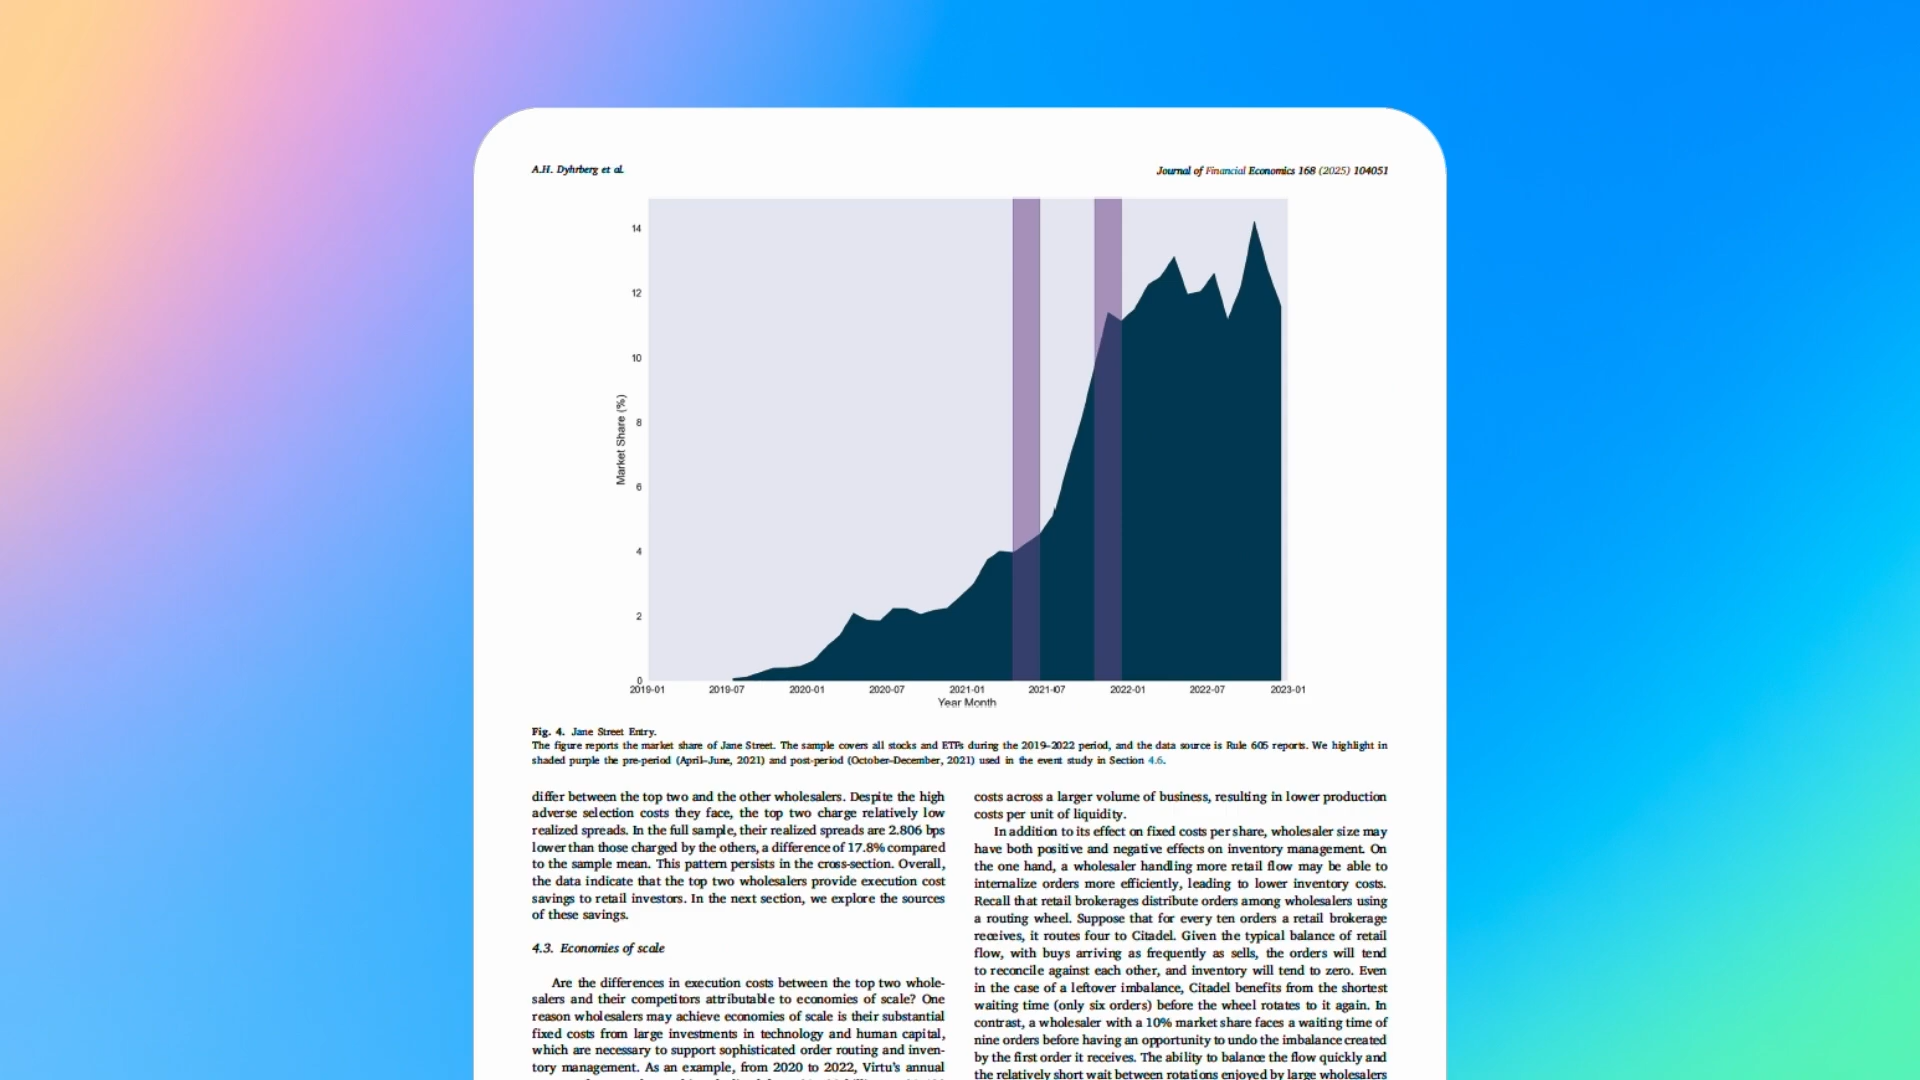 A.H. Dyhrberg et al.
Journal of Financial Economics 168 (2025) 104051
14
12
10
8
6
4
2
0
Market Share (%)
2019-01 2019-07 2020-01 2020-07 2021-01 2021-07 2022-01 2022-07 2023-01
Year Month
Fig. 4. Jane Street Entry.
The figure reports the market share of Jane Street. The sample covers all stocks and ETFs during the 2019–2022 period, and the data source is Rule 605 reports. We highlight in
shaded purple the pre-period (April–June, 2021) and post-period (October–December, 2021) used in the event study in Section 4.6.
differ between the top two and the other wholesalers. Despite the high
adverse selection costs they face, the top two charge relatively low
realized spreads. In the full sample, their realized spreads are 2.806 bps
lower than those charged by the others, a difference of 17.8% compared
to the sample mean. This pattern persists in the cross-section. Overall,
the data indicate that the top two wholesalers provide execution cost
savings to retail investors. In the next section, we explore the sources
of these savings.
4.3. Economies of scale
Are the differences in execution costs between the top two whole-
salers and their competitors attributable to economies of scale? One
reason wholesalers may achieve economies of scale is their substantial
fixed costs from large investments in technology and human capital,
which are necessary to support sophisticated order routing and inven-
tory management. As an example, from 2020 to 2022, Virtu's annual
costs across a larger volume of business, resulting in lower production
costs per unit of liquidity.
In addition to its effect on fixed costs per share, wholesaler size may
have both positive and negative effects on inventory management. On
the one hand, a wholesaler handling more retail flow may be able to
internalize orders more efficiently, leading to lower inventory costs.
Recall that retail brokerages distribute orders among wholesalers using
a routing wheel. Suppose that for every ten orders a retail brokerage
receives, it routes four to Citadel. Given the typical balance of retail
flow, with buys arriving as frequently as sells, the orders will tend
to reconcile against each other, and inventory will tend to zero. Even
in the case of a leftover imbalance, Citadel benefits from the shortest
waiting time (only six orders) before the wheel rotates to it again. In
contrast, a wholesaler with a 10% market share faces a waiting time of
nine orders before having an opportunity to undo the imbalance created
by the first order it receives. The ability to balance the flow quickly and
the relatively short wait between rotations enjoyed by large wholesalers